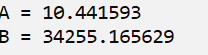 A = 10.441593
B = 34255.165629